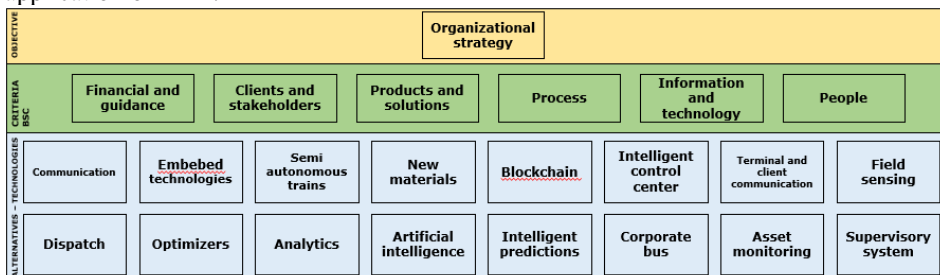 OBJECTIVE
Organizational
strategy
CRITERIA
BSC
Financial and
guidance
Clients and
stakeholders
Products and
solutions
Process
Information
and
technology
People
ALTERNATIVES – TECHNOLOGIES
Communication
Embebed
technologies
Semi
autonomous
trains
New
materials
Blockchain
Intelligent
control
center
Terminal and
client
communication
Field
sensing
Dispatch
Optimizers
Analytics
Artificial
intelligence
Intelligent
predictions
Corporate
bus
Asset
monitoring
Supervisory
system